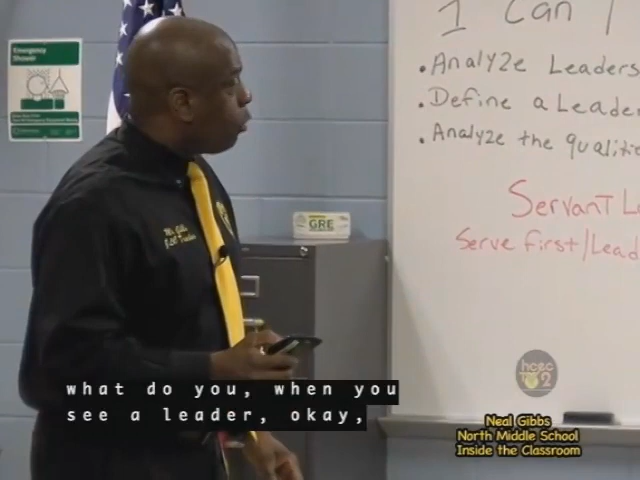 Emergency
Shower
I Can
• Analyze Leaders
• Define a Leade
• Analyze the qualitie
Servant L
Serve first/Lead
GRE
hcec
2
what do you, when you
see a leader, okay,
Neal Gibbs
North Middle School
Inside the Classroom